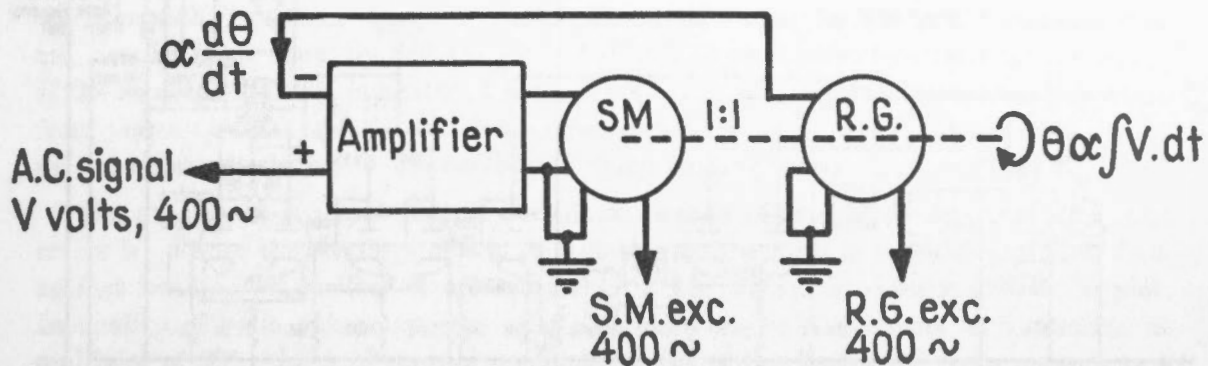 ∝ dθ/dt
−
+
Amplifier
A.C. signal
V volts, 400~
SM
1:1
R.G.
θ∝∫V.dt
S.M. exc.
400~
R.G. exc.
400~